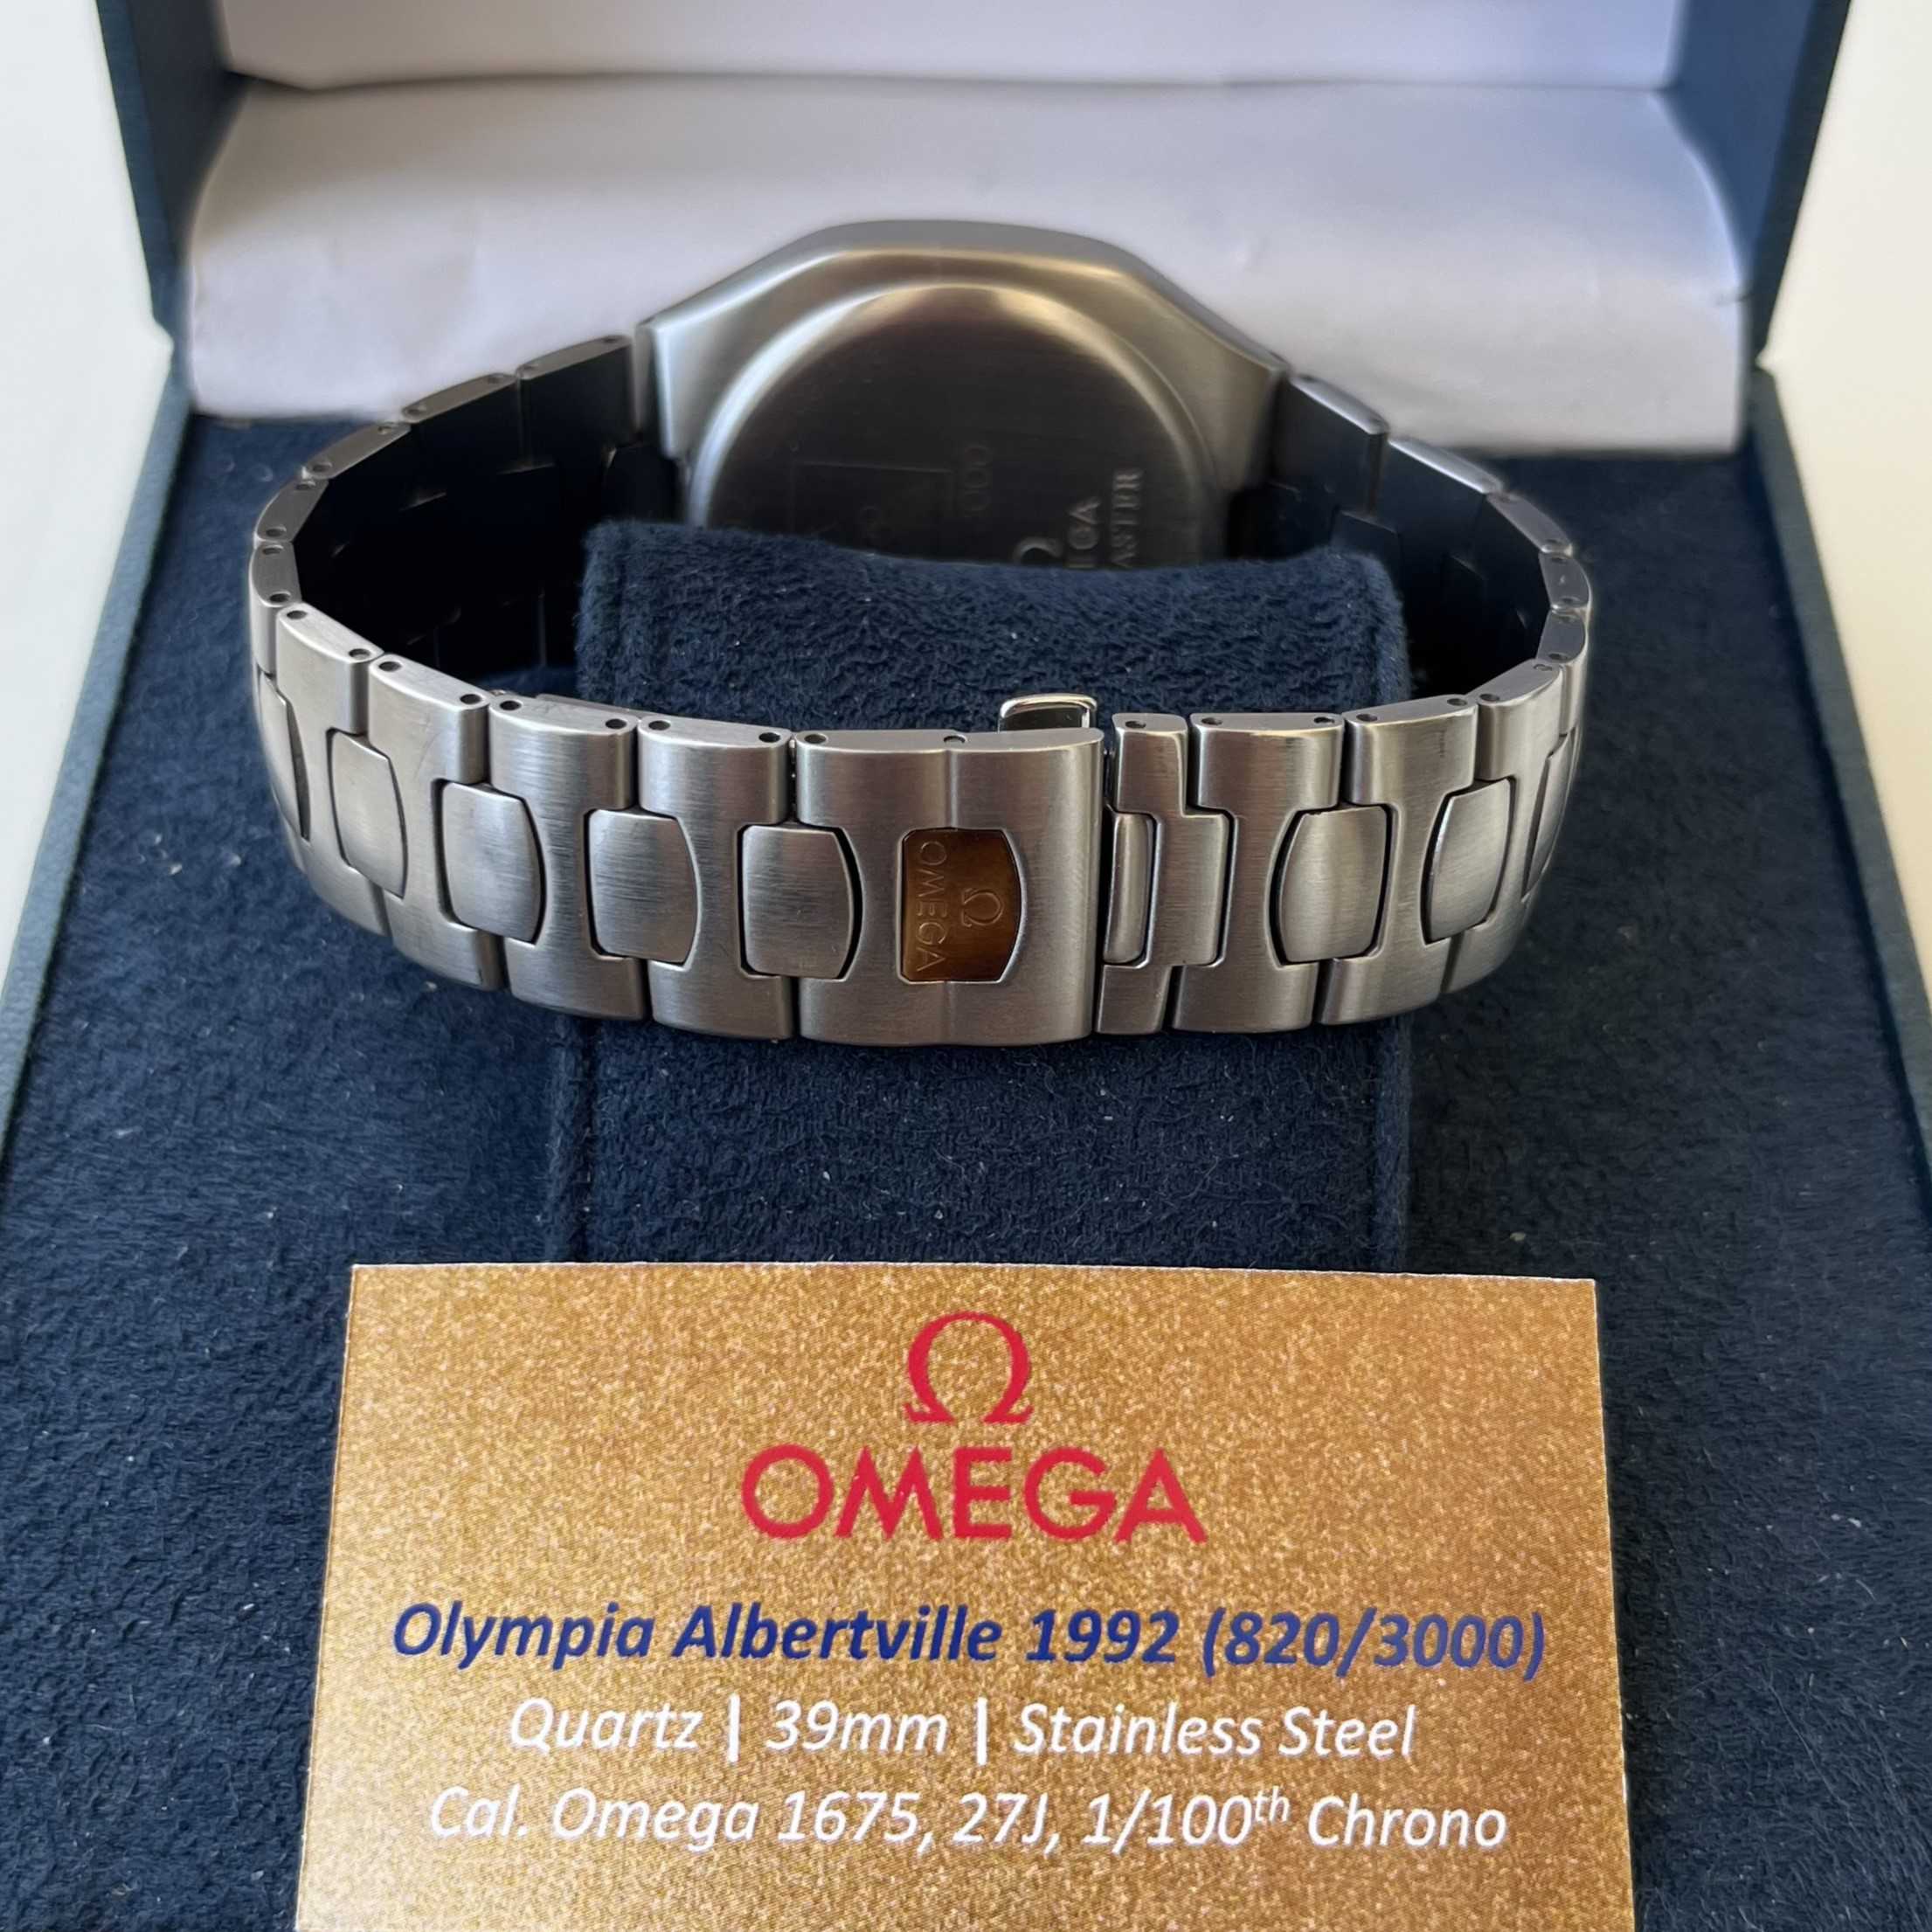 Ω
OMEGA
Ω
OMEGA
Olympia Albertville 1992 (820/3000)
Quartz | 39mm | Stainless Steel
Cal. Omega 1675, 27J, 1/100th Chrono